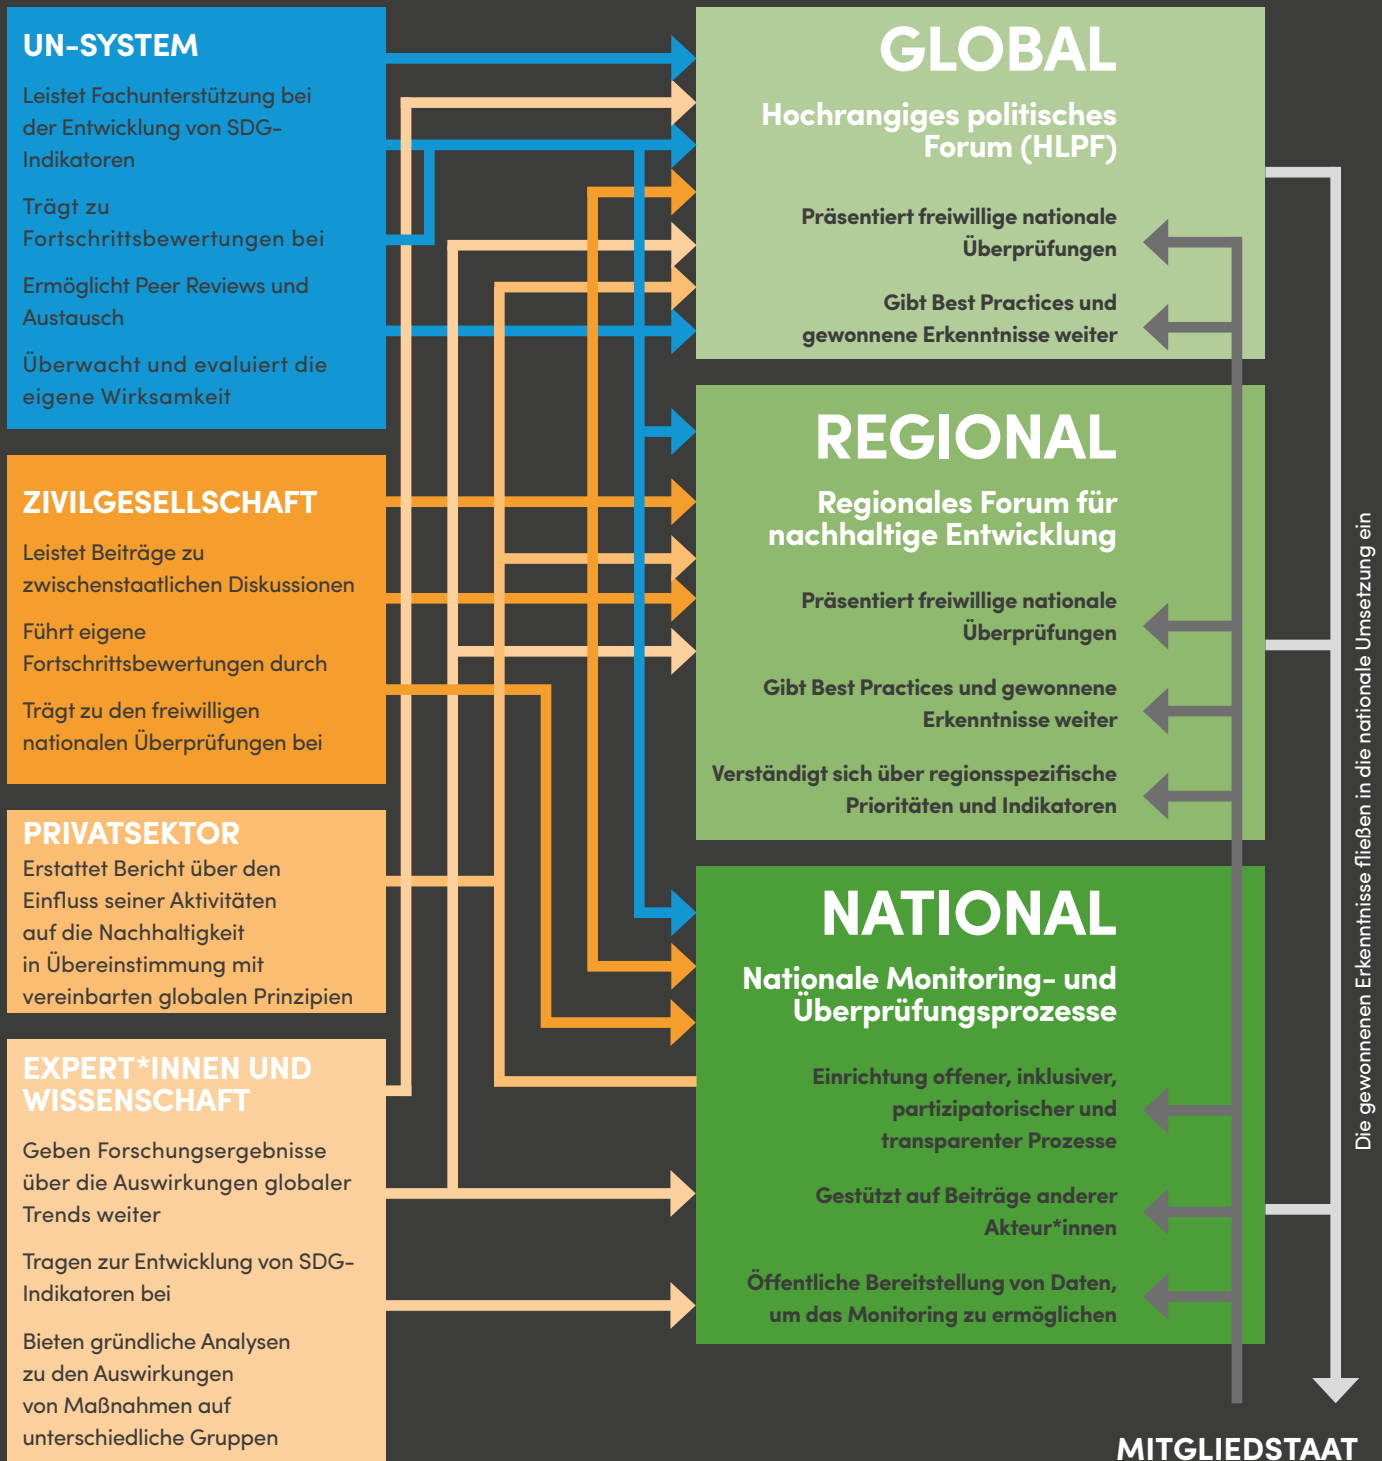 UN-SYSTEM
Leistet Fachunterstützung bei
der Entwicklung von SDG-
Indikatoren
Trägt zu
Fortschrittsbewertungen bei
Ermöglicht Peer Reviews und
Austausch
Überwacht und evaluiert die
eigene Wirksamkeit
ZIVILGESELLSCHAFT
Leistet Beiträge zu
zwischenstaatlichen Diskussionen
Führt eigene
Fortschrittsbewertungen durch
Trägt zu den freiwilligen
nationalen Überprüfungen bei
PRIVATSEKTOR
Erstattet Bericht über den
Einfluss seiner Aktivitäten
auf die Nachhaltigkeit
in Übereinstimmung mit
vereinbarten globalen Prinzipien
EXPERT*INNEN UND
WISSENSCHAFT
Geben Forschungsergebnisse
über die Auswirkungen globaler
Trends weiter
Tragen zur Entwicklung von SDG-
Indikatoren bei
Bieten gründliche Analysen
zu den Auswirkungen
von Maßnahmen auf
unterschiedliche Gruppen
GLOBAL
Hochrangiges politisches
Forum (HLPF)
Präsentiert freiwillige nationale
Überprüfungen
Gibt Best Practices und
gewonnene Erkenntnisse weiter
REGIONAL
Regionales Forum für
nachhaltige Entwicklung
Präsentiert freiwillige nationale
Überprüfungen
Gibt Best Practices und gewonnene
Erkenntnisse weiter
Verständigt sich über regionsspezifische
Prioritäten und Indikatoren
NATIONAL
Nationale Monitoring- und
Überprüfungsprozesse
Einrichtung offener, inklusiver,
partizipatorischer und
transparenter Prozesse
Gestützt auf Beiträge anderer
Akteur*innen
Öffentliche Bereitstellung von Daten,
um das Monitoring zu ermöglichen
Die gewonnenen Erkenntnisse fließen in die nationale Umsetzung ein
MITGLIEDSTAAT